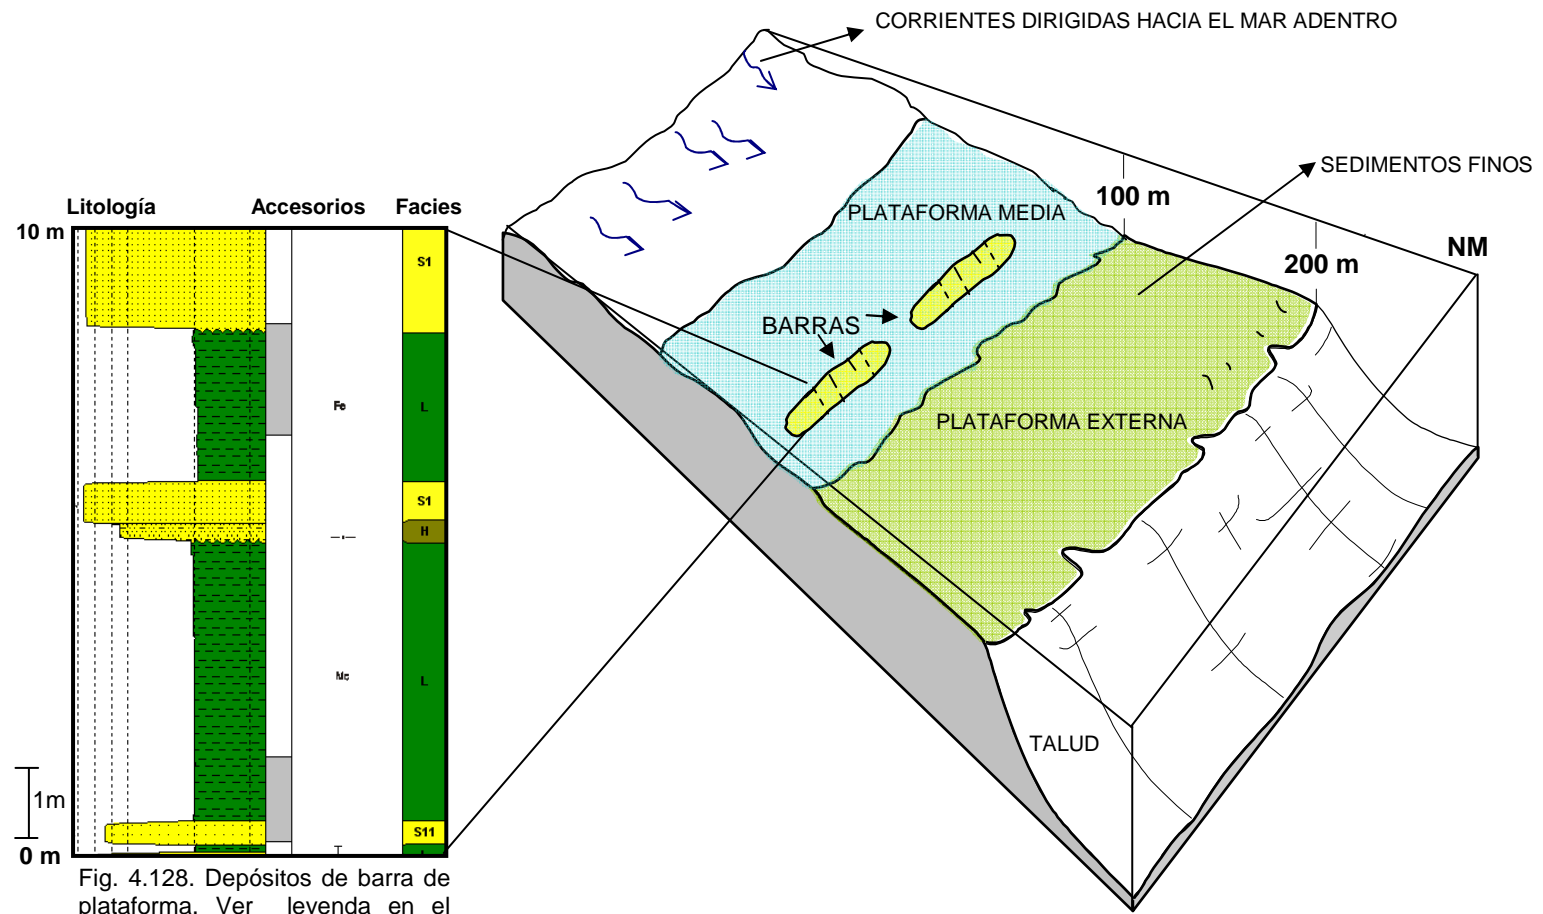 CORRIENTES DIRIGIDAS HACIA EL MAR ADENTRO
SEDIMENTOS FINOS
100 m
PLATAFORMA MEDIA
NM
200 m
BARRAS
PLATAFORMA EXTERNA
TALUD
Litología Accesorios Facies
10 m
S1
Fe L
S1
H
Mc L
1m
S11
0 m
L
Fig. 4.128. Depósitos de barra de
plataforma. Ver leyenda en el